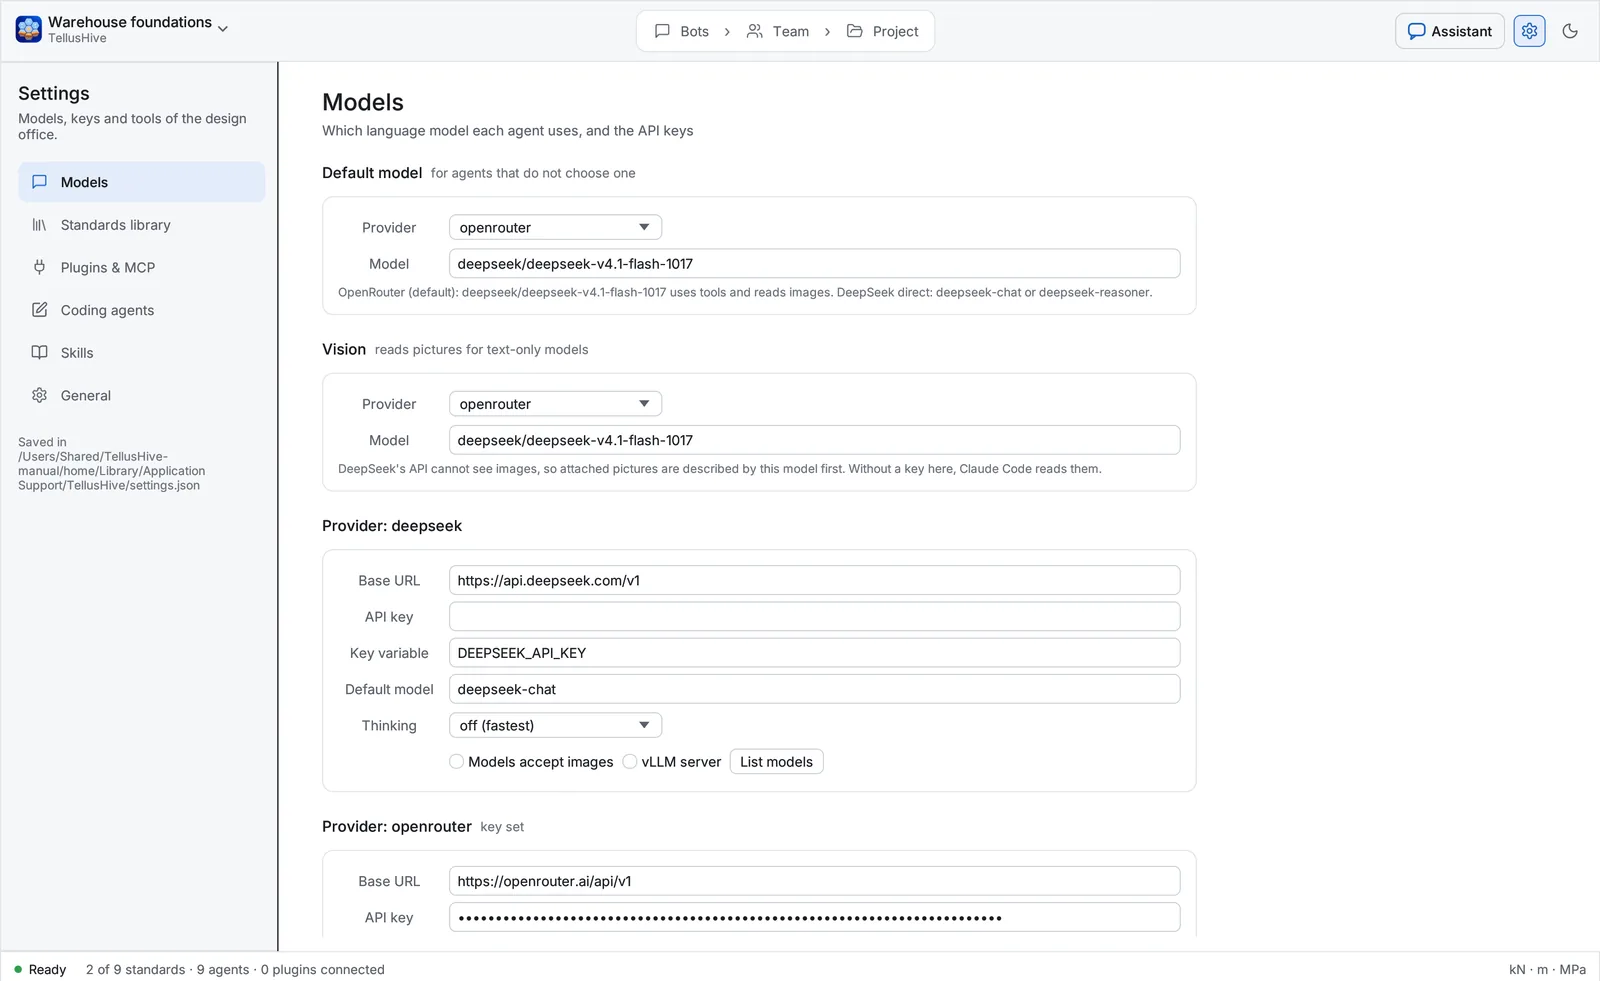 Warehouse foundations
TellusHive
Bots
Team
Project
Assistant
Settings
Models, keys and tools of the design
office.
Models
Standards library
Plugins & MCP
Coding agents
Skills
General
Saved in
/Users/Shared/TellusHive-
manual/home/Library/Application
Support/TellusHive/settings.json
Models
Which language model each agent uses, and the API keys
Default model for agents that do not choose one
Provider openrouter
Model deepseek/deepseek-v4.1-flash-1017
OpenRouter (default): deepseek/deepseek-v4.1-flash-1017 uses tools and reads images. DeepSeek direct: deepseek-chat or deepseek-reasoner.
Vision reads pictures for text-only models
Provider openrouter
Model deepseek/deepseek-v4.1-flash-1017
DeepSeek's API cannot see images, so attached pictures are described by this model first. Without a key here, Claude Code reads them.
Provider: deepseek
Base URL https://api.deepseek.com/v1
API key
Key variable DEEPSEEK_API_KEY
Default model deepseek-chat
Thinking off (fastest)
Models accept images vLLM server List models
Provider: openrouter key set
Base URL https://openrouter.ai/api/v1
API key
Ready 2 of 9 standards · 9 agents · 0 plugins connected
kN · m · MPa